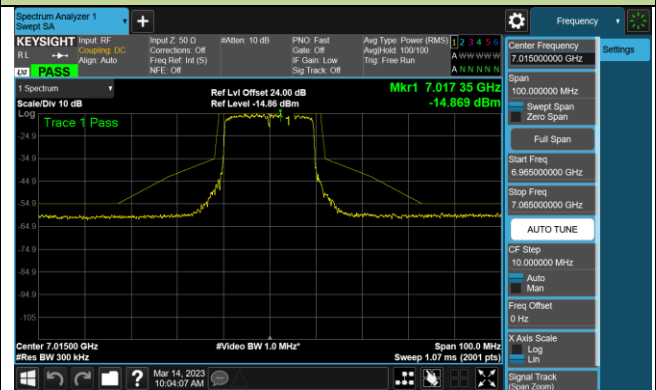 Spectrum Analyzer 1
Swept SA
Frequency
KEYSIGHT
Input: RF
Coupling: DC
Align: Auto
Input Z: 50 Ω
Corrections: Off
Freq Ref: Int (S)
NFE: Off
#Atten: 10 dB
PNO: Fast
Gate: Off
IF Gain: Low
Sig Track: Off
Avg Type: Power (RMS)
Avg|Hold: 100/100
Trig: Free Run
1 2 3 4 5 6
A W W W W W
A N N N N N
R L
LXI PASS
1 Spectrum
Scale/Div 10 dB
Ref Lvl Offset 24.00 dB
Ref Level -14.86 dBm
Mkr1 7.017 35 GHz
-14.869 dBm
Log
Trace 1 Pass
1
-24.9
-34.9
-44.9
-54.9
-64.9
-74.9
-84.9
-94.9
-105
Center 7.01500 GHz
#Res BW 300 kHz
#Video BW 1.0 MHz*
Span 100.0 MHz
Sweep 1.07 ms (2001 pts)
Mar 14, 2023
10:04:07 AM
Center Frequency
7.015000000 GHz
Settings
Span
100.000000 MHz
Swept Span
Zero Span
Full Span
Start Freq
6.965000000 GHz
Stop Freq
7.065000000 GHz
AUTO TUNE
CF Step
10.000000 MHz
Auto
Man
Freq Offset
0 Hz
X Axis Scale
Log
Lin
Signal Track
(Span Zoom)